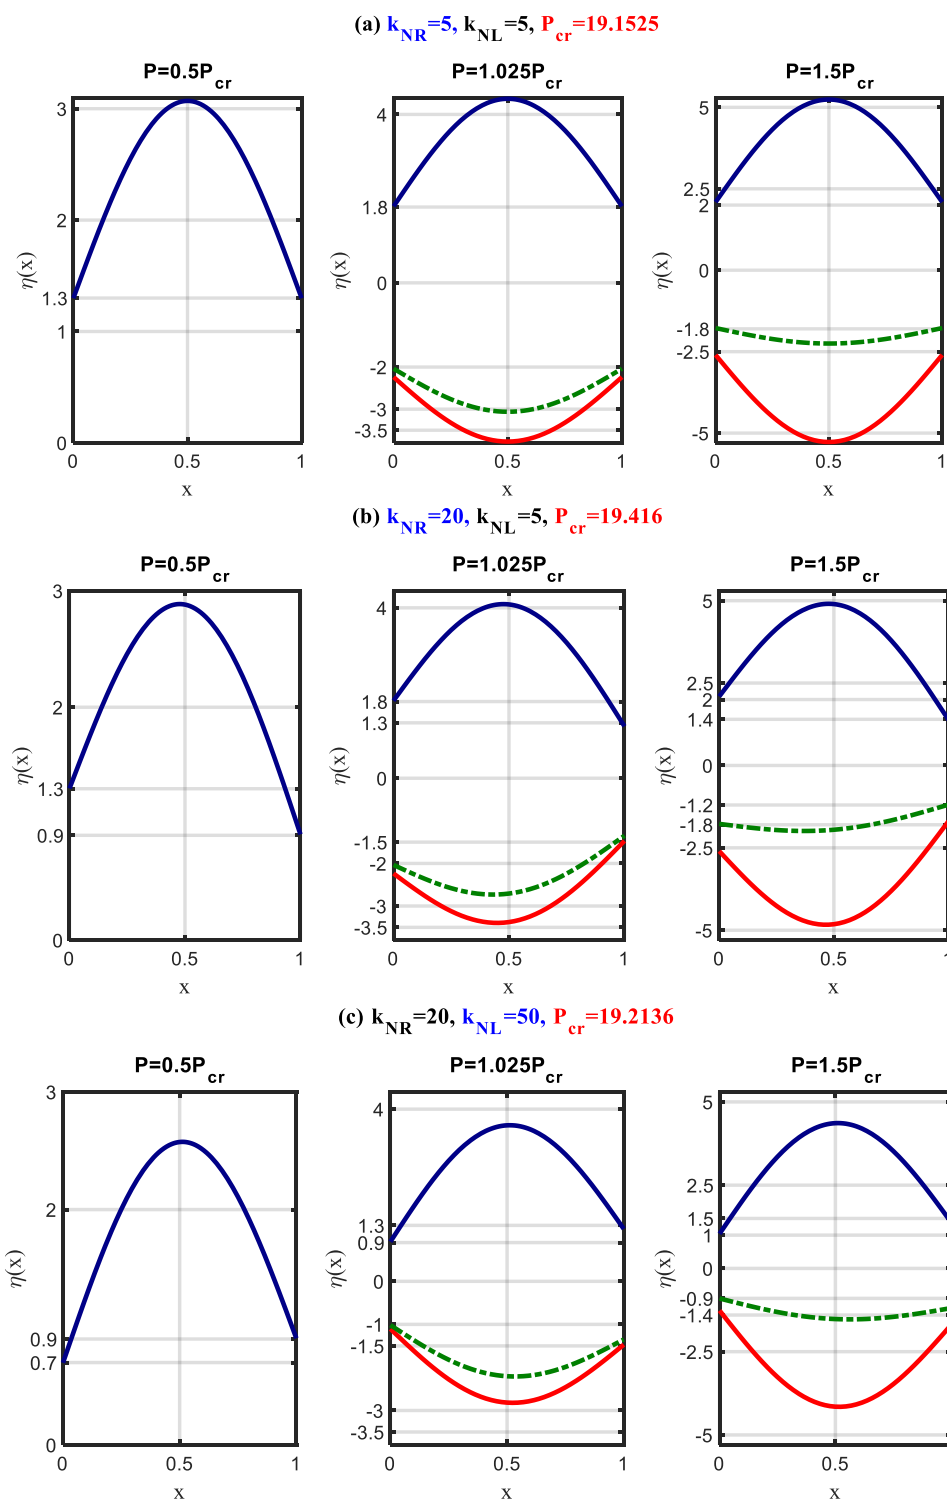 (a) k_NR=5, k_NL=5, P_cr=19.1525
P=0.5P_cr
P=1.025P_cr
P=1.5P_cr
η(x)
3
2
1.3
1
0
0
0.5
1
x
η(x)
4
1.8
0
-2
-3
-3.5
0
0.5
1
x
η(x)
5
2.5
2
0
-1.8
-2.5
-5
0
0.5
1
x
(b) k_NR=20, k_NL=5, P_cr=19.416
P=0.5P_cr
P=1.025P_cr
P=1.5P_cr
η(x)
3
2
1.3
0.9
0
0
0.5
1
x
η(x)
4
1.8
1.3
0
-1.5
-2
-3
-3.5
0
0.5
1
x
η(x)
5
2.5
2
1.4
0
-1.2
-1.8
-2.5
-5
0
0.5
1
x
(c) k_NR=20, k_NL=50, P_cr=19.2136
P=0.5P_cr
P=1.025P_cr
P=1.5P_cr
η(x)
3
2
0.9
0.7
0
0
0.5
1
x
η(x)
4
1.3
0.9
0
-1
-1.5
-3
-3.5
0
0.5
1
x
η(x)
5
2.5
1.5
1
0
-0.9
-1.4
-2.5
-5
0
0.5
1
x